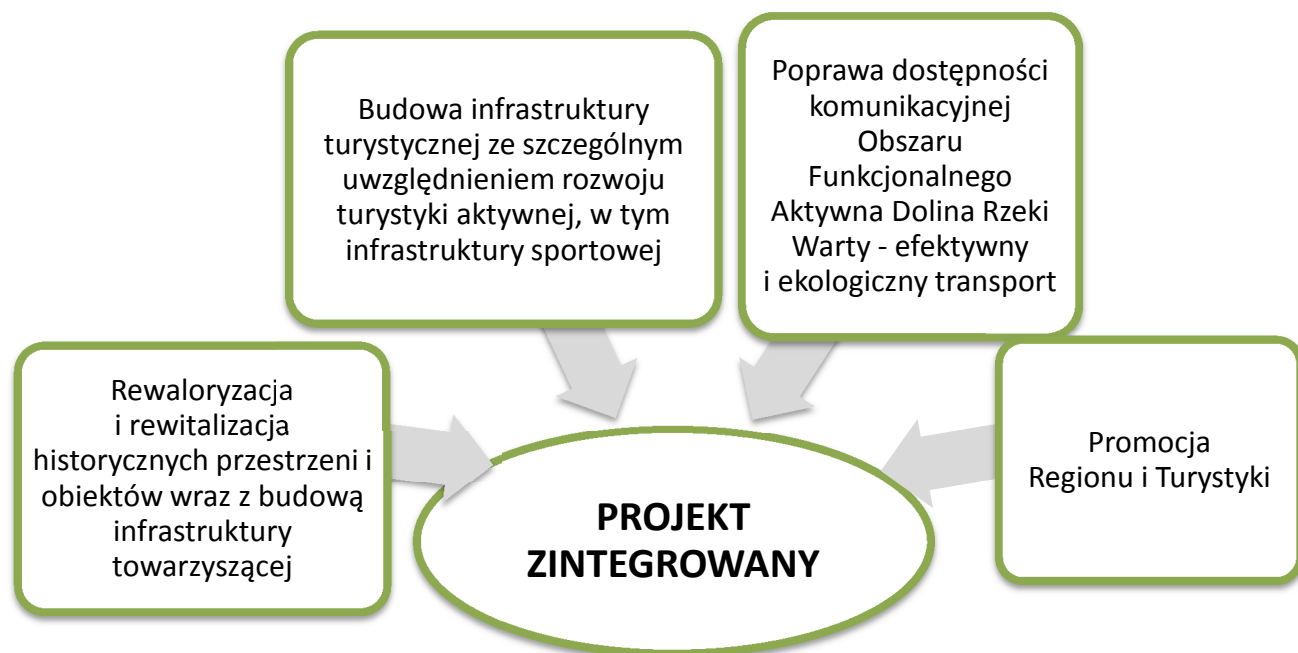 Budowa infrastruktury
turystycznej ze szczególnym
uwzględnieniem rozwoju
turystyki aktywnej, w tym
infrastruktury sportowej
Poprawa dostępności
komunikacyjnej
Obszaru
Funkcjonalnego
Aktywna Dolina Rzeki
Warty - efektywny
i ekologiczny transport
Rewaloryzacja
i rewitalizacja
historycznych przestrzeni i
obiektów wraz z budową
infrastruktury
towarzyszącej
Promocja
Regionu i Turystyki
PROJEKT
ZINTEGROWANY